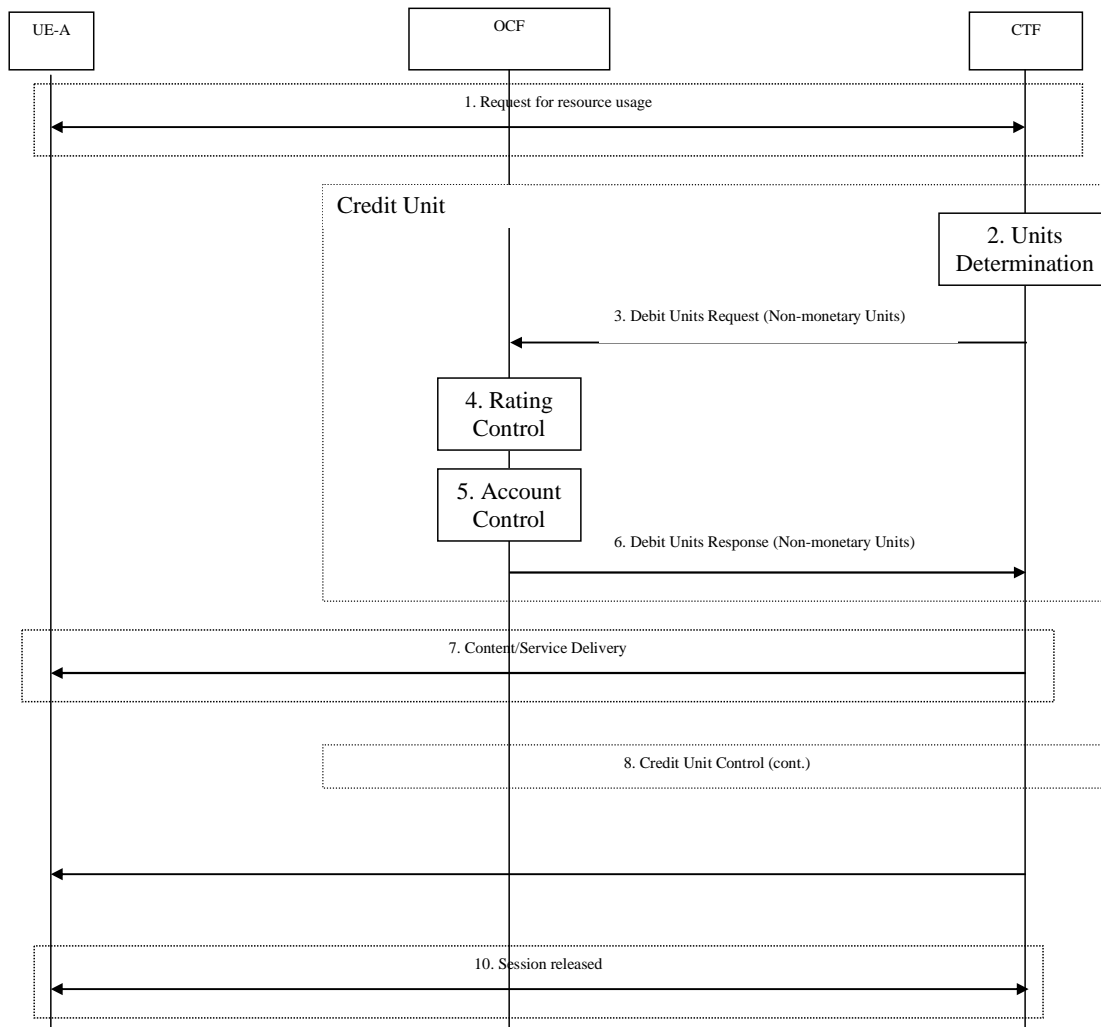 UE-A
OCF
CTF
1. Request for resource usage
Credit Unit
2. Units
Determination
3. Debit Units Request (Non-monetary Units)
4. Rating
Control
5. Account
Control
6. Debit Units Response (Non-monetary Units)
7. Content/Service Delivery
8. Credit Unit Control (cont.)
10. Session released